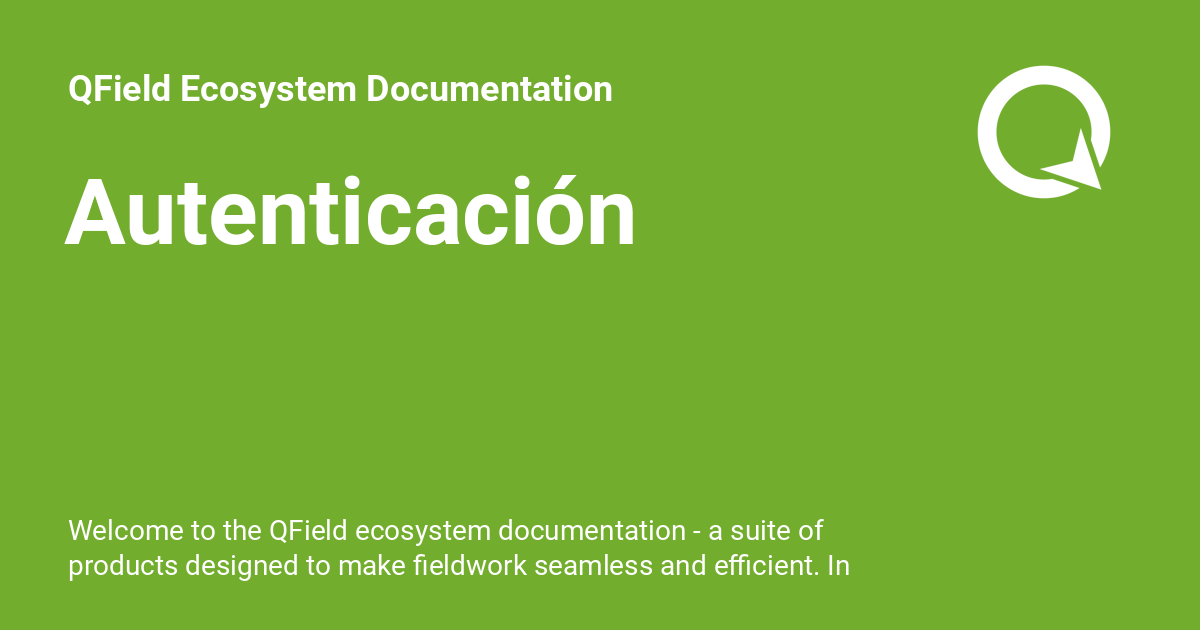 QField Ecosystem Documentation
Autenticación
Welcome to the QField ecosystem documentation - a suite of
products designed to make fieldwork seamless and efficient. In